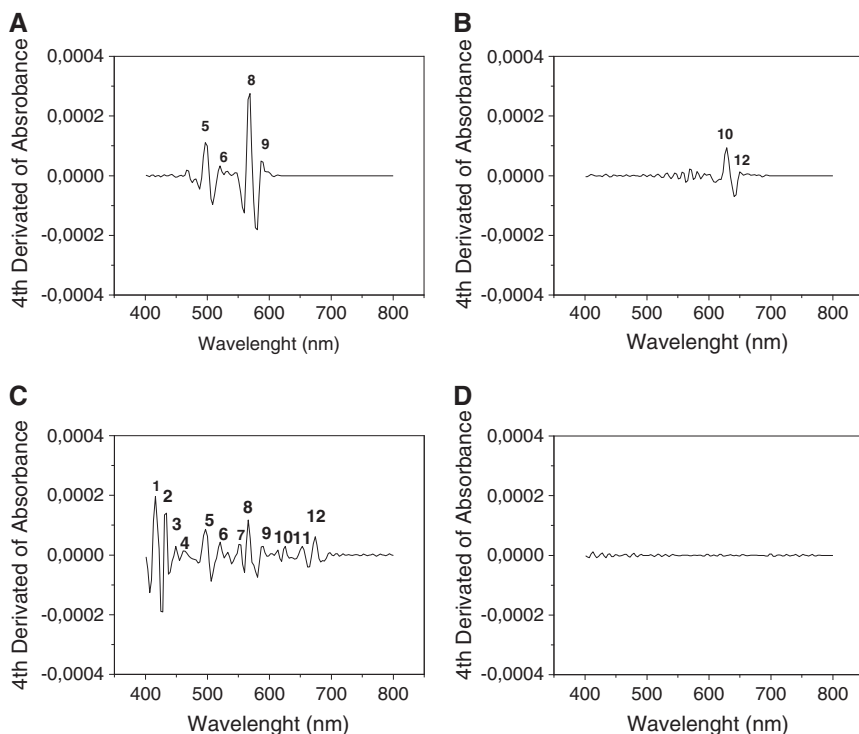 A
4th Derivated of Absrobance
0,0004
0,0002
0,0000
-0,0002
-0,0004
5
6
8
9
400 500 600 700 800
Wavelenght (nm)
B
4th Derivated of Absorbance
0,0004
0,0002
0,0000
-0,0002
-0,0004
10
12
400 500 600 700 800
Wavelenght (nm)
C
4th Derivated of Absorbance
0,0004
0,0002
0,0000
-0,0002
-0,0004
1
2
3
4
5
6
7
8
9
10
11
12
400 500 600 700 800
Wavelenght (nm)
D
4th Derivated of Absorbance
0,0004
0,0002
0,0000
-0,0002
-0,0004
400 500 600 700 800
Wavelenght (nm)